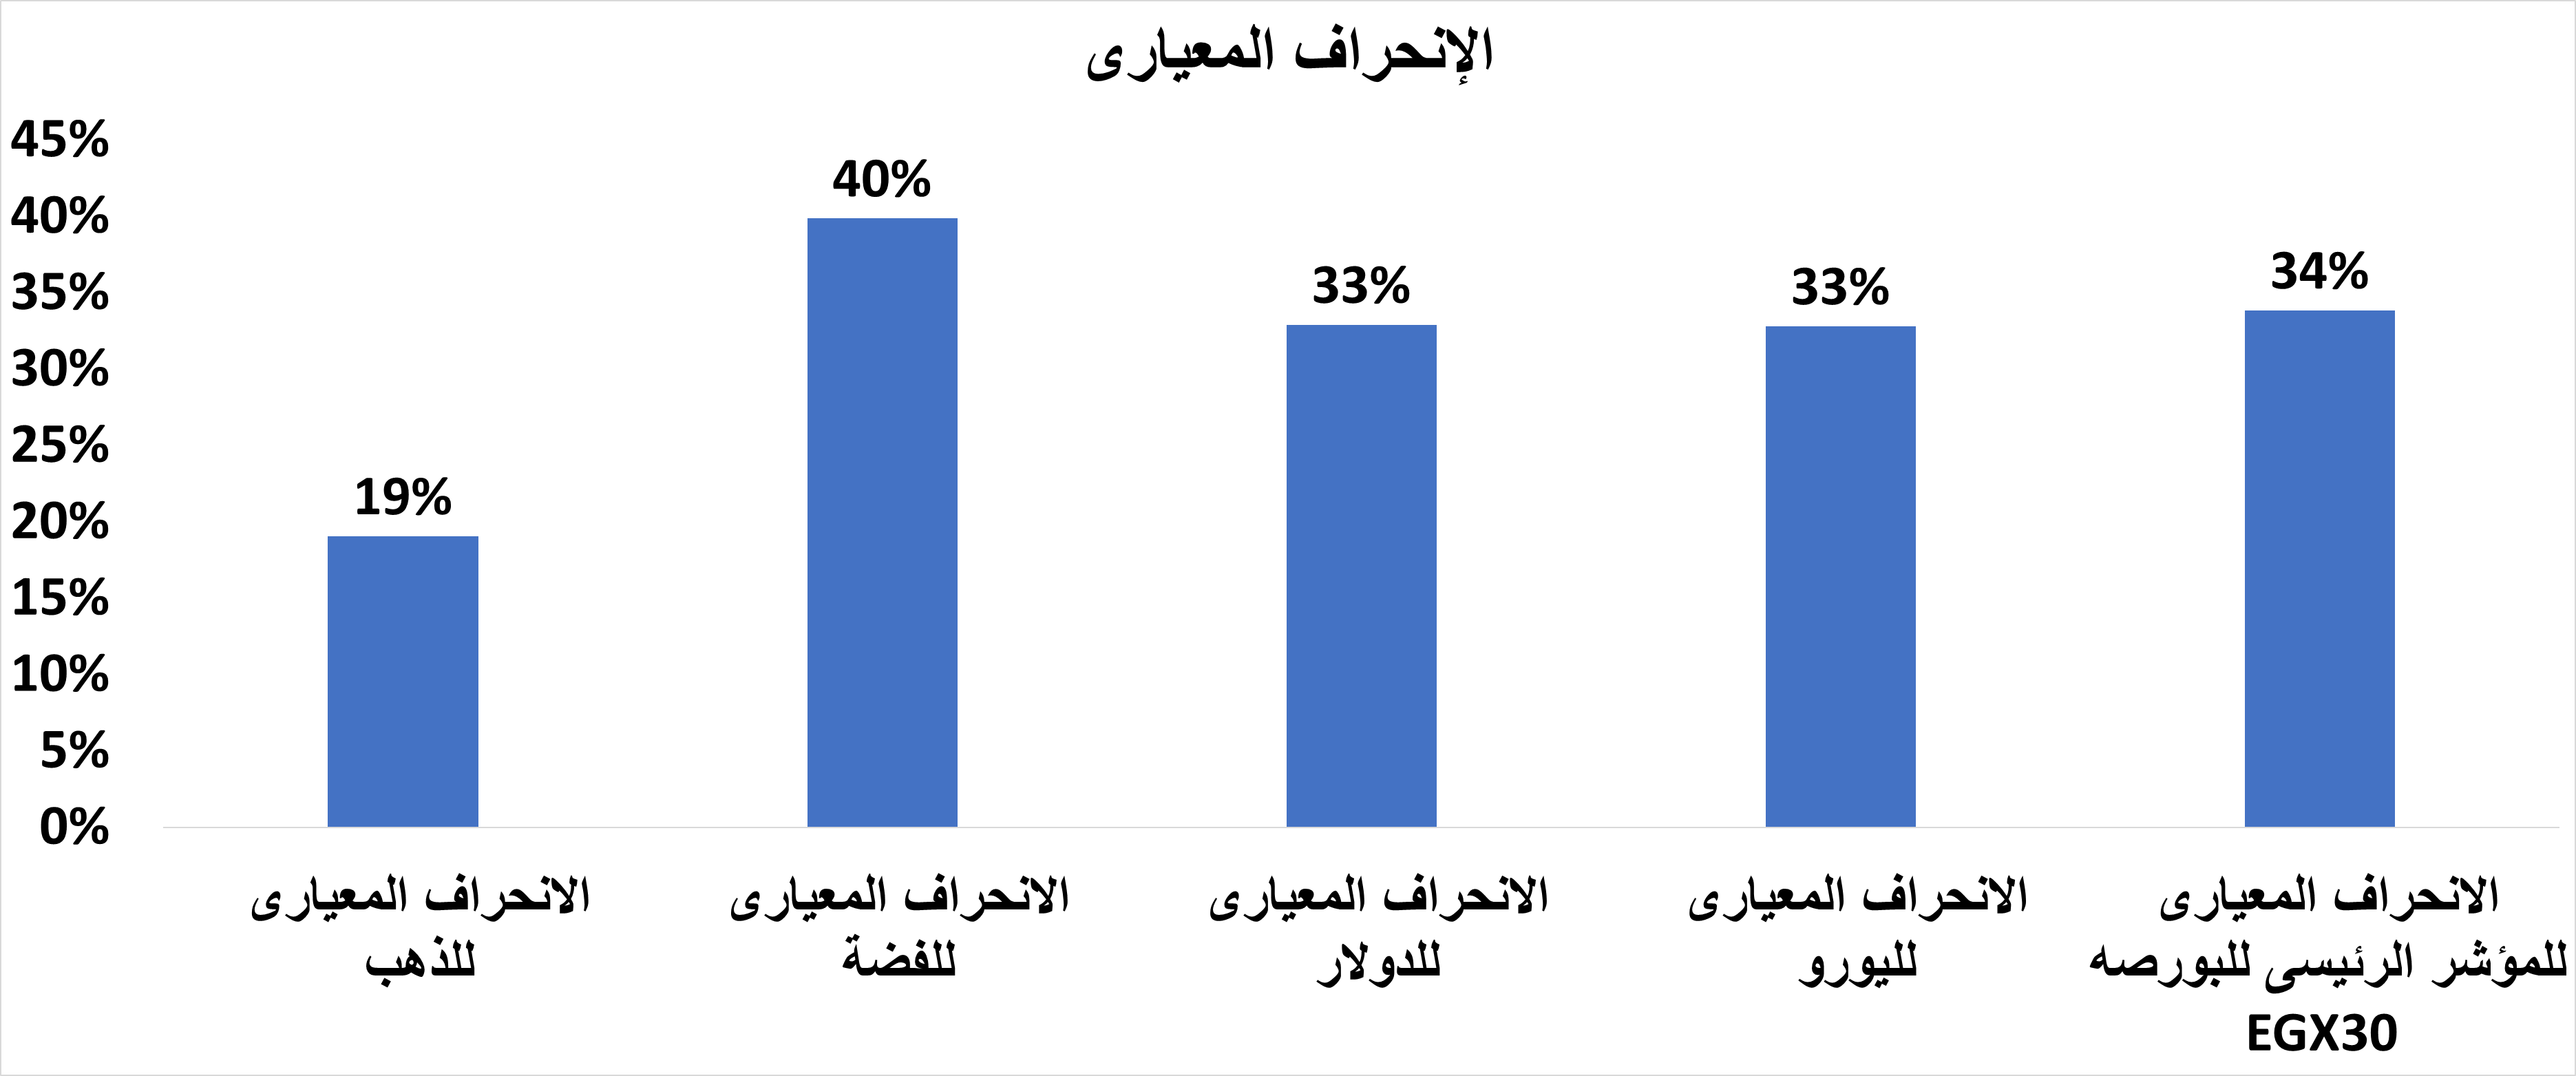 الإنحراف المعيارى
45%
40%
35%
30%
25%
20%
15%
10%
5%
0%
19%
40%
33%
33%
34%
الانحراف المعيارى
للذهب
الانحراف المعيارى
للفضة
الانحراف المعيارى
للدولار
الانحراف المعيارى
لليورو
الانحراف المعيارى
للمؤشر الرئيسى للبورصه
EGX30